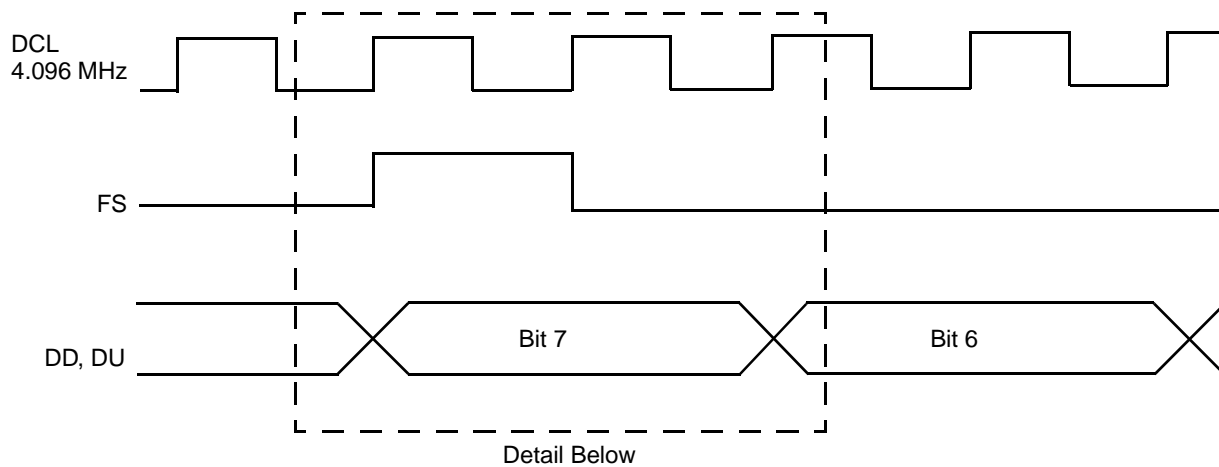 DCL
4.096 MHz
FS
DD, DU
Bit 7
Bit 6
Detail Below